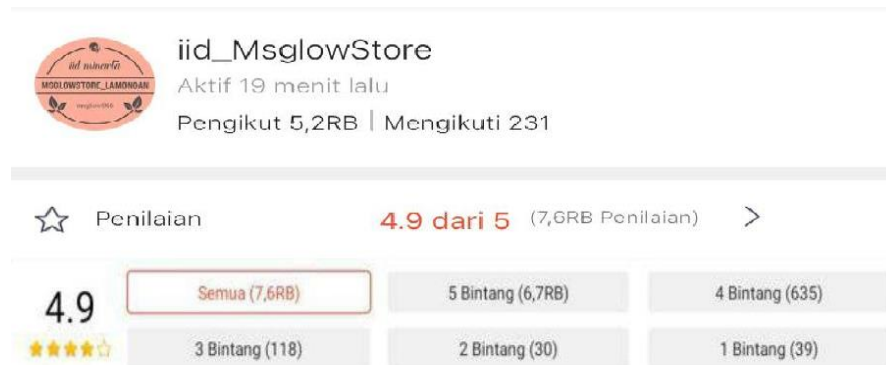 iid_MsglowStore
iid minarti
MSGLOWSTORE_LAMONGAN
Aktif 19 menit lalu
Pengikut 5,2RB | Mengikuti 231
Penilaian 4.9 dari 5 (7,6RB Penilaian)
4.9
Semua (7,6RB) 5 Bintang (6,7RB) 4 Bintang (635)
3 Bintang (118) 2 Bintang (30) 1 Bintang (39)